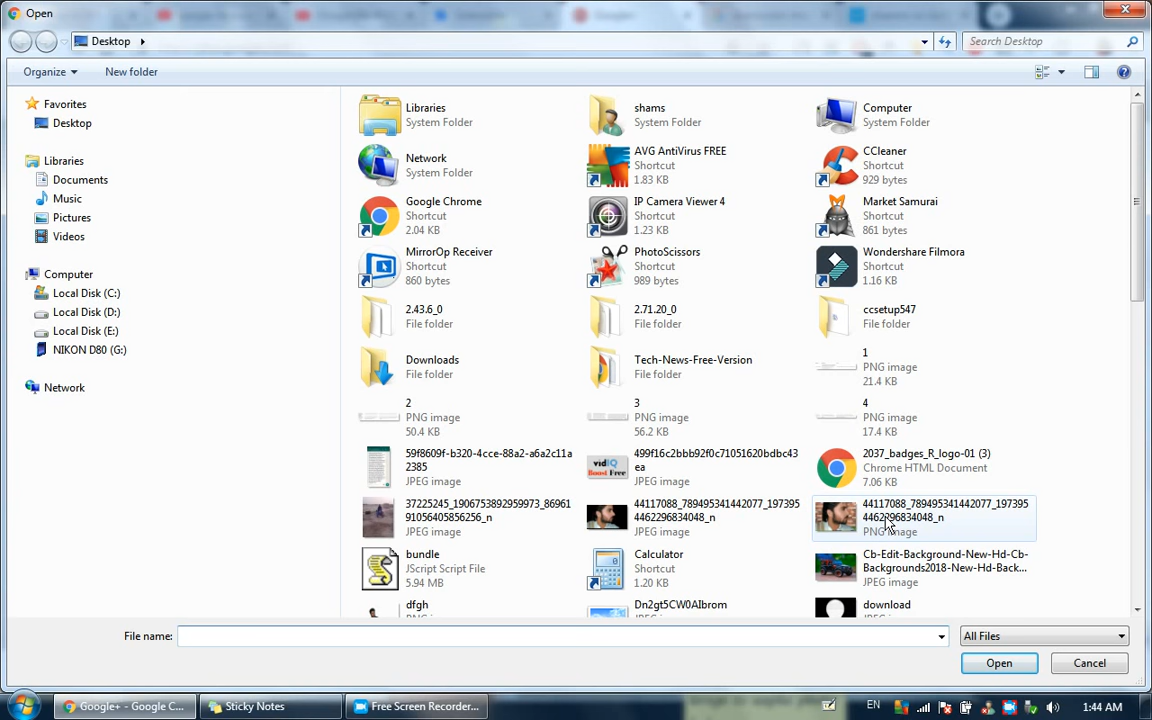 Open
Desktop
Search Desktop
Organize
New folder
Favorites
Desktop
Libraries
Documents
Music
Pictures
Videos
Computer
Local Disk (C:)
Local Disk (D:)
Local Disk (E:)
NIKON D80 (G:)
Network
Libraries
System Folder
shams
System Folder
Computer
System Folder
Network
System Folder
AVG AntiVirus FREE
Shortcut
1.83 KB
CCleaner
Shortcut
929 bytes
Google Chrome
Shortcut
2.04 KB
IP Camera Viewer 4
Shortcut
1.23 KB
Market Samurai
Shortcut
861 bytes
MirrorOp Receiver
Shortcut
860 bytes
PhotoScissors
Shortcut
989 bytes
Wondershare Filmora
Shortcut
1.16 KB
2.43.6_0
File folder
2.71.20_0
File folder
ccsetup547
File folder
Downloads
File folder
Tech-News-Free-Version
File folder
1
PNG image
21.4 KB
2
PNG image
50.4 KB
3
PNG image
56.2 KB
4
PNG image
17.4 KB
59f8609f-b320-4cce-88a2-a6a2c11a
2385
JPEG image
vidIQ
Boost Free
499f16c2bbb92f0c71051620bdbc43
ea
JPEG image
2037_badges_R_logo-01 (3)
Chrome HTML Document
7.06 KB
37225245_1906753892959973_86961
91056405856256_n
JPEG image
44117088_789495341442077_197395
4462296834048_n
JPEG image
44117088_789495341442077_197395
4462296834048_n
PNG image
bundle
JScript Script File
5.94 MB
Calculator
Shortcut
1.20 KB
Cb-Edit-Background-New-Hd-Cb-
Backgrounds2018-New-Hd-Back...
JPEG image
dfgh
Dn2gt5CW0AIbrom
download
File name:
All Files
Open
Cancel
Google+ - Google C...
Sticky Notes
Free Screen Recorder...
EN
1:44 AM